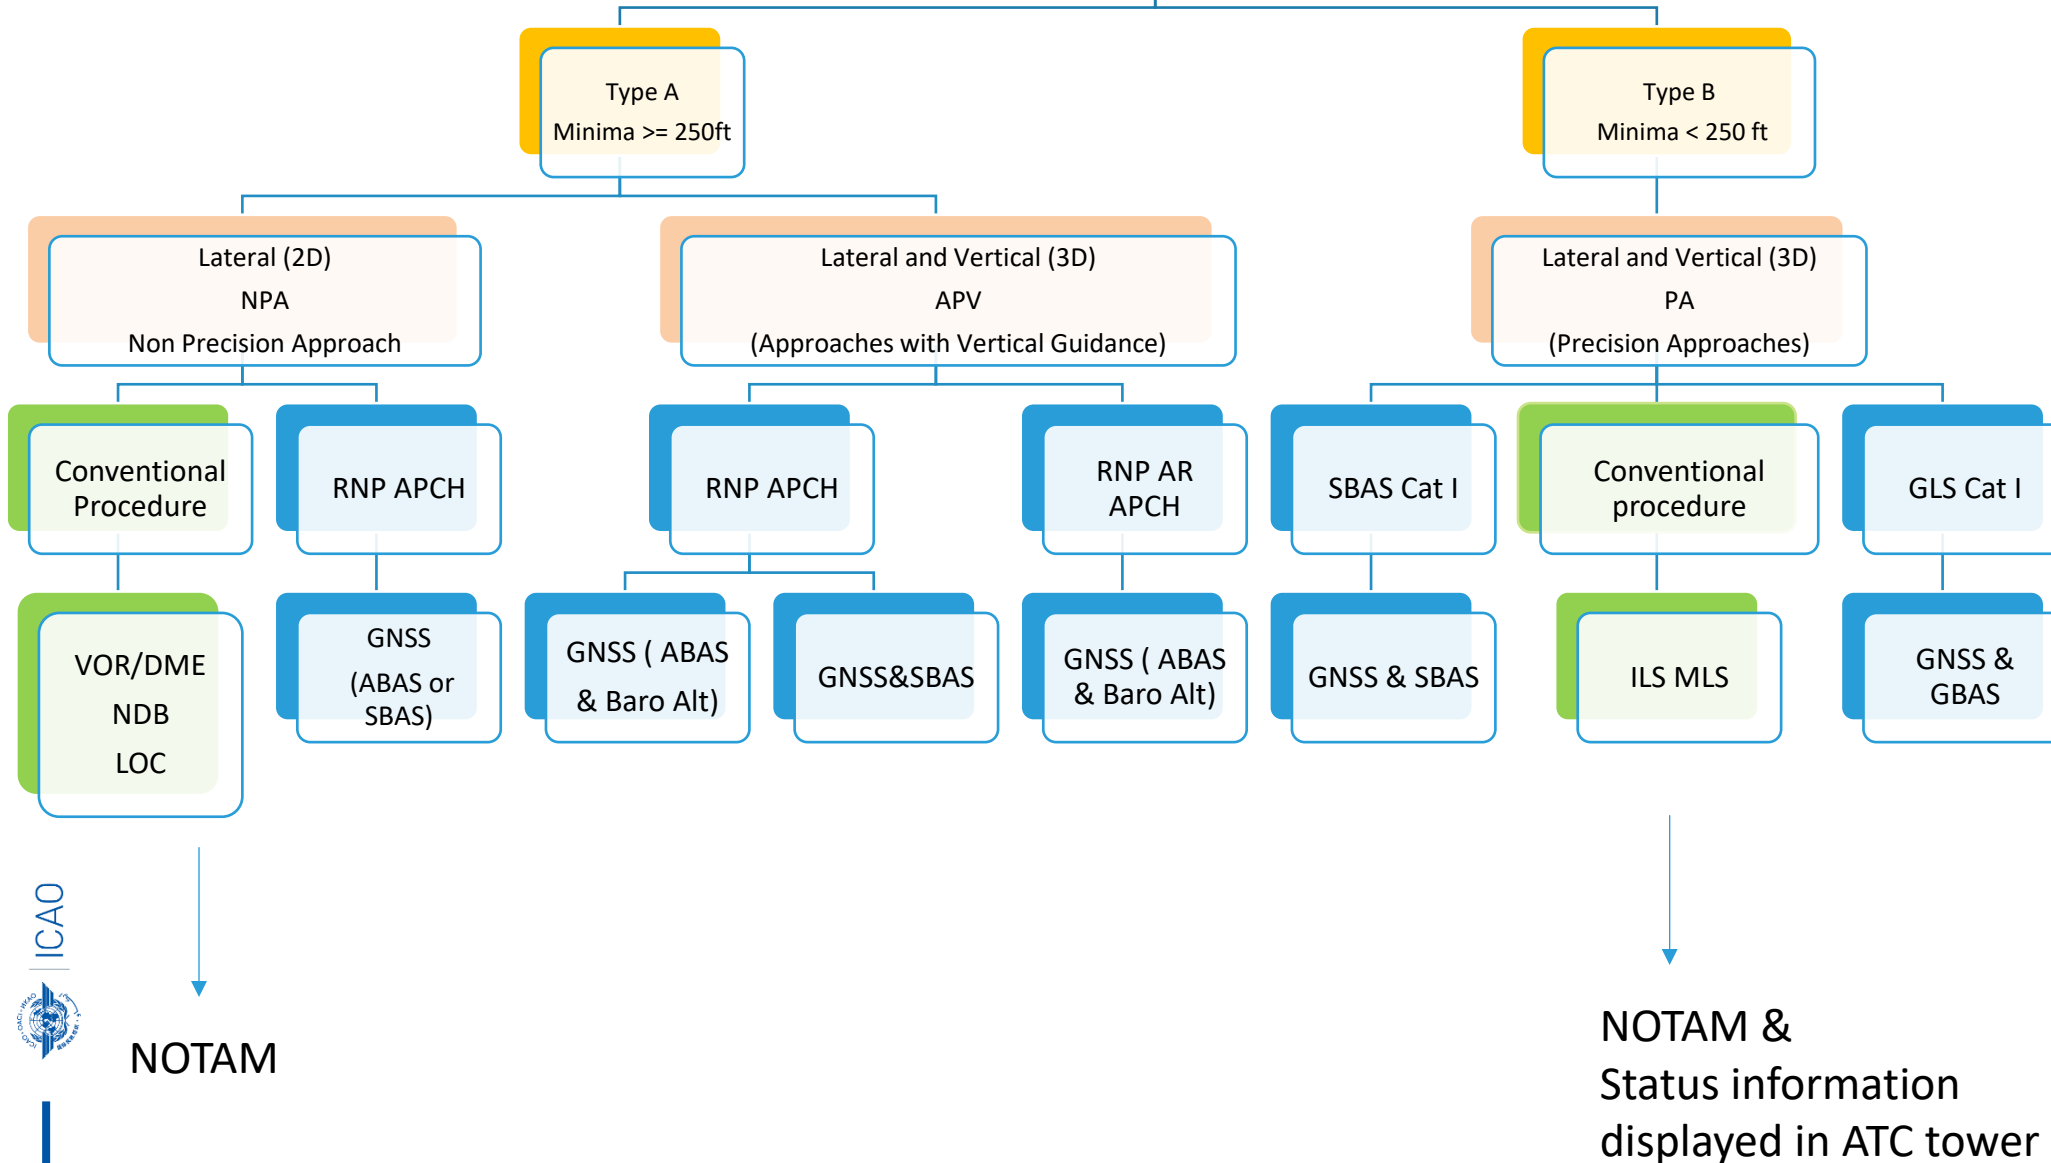 Type A
Minima >= 250ft
Type B
Minima < 250 ft
Lateral (2D)
NPA
Non Precision Approach
Lateral and Vertical (3D)
APV
(Approaches with Vertical Guidance)
Lateral and Vertical (3D)
PA
(Precision Approaches)
Conventional
Procedure
RNP APCH
RNP APCH
RNP AR
APCH
SBAS Cat I
Conventional
procedure
GLS Cat I
VOR/DME
NDB
LOC
GNSS
(ABAS or
SBAS)
GNSS ( ABAS
& Baro Alt)
GNSS&SBAS
GNSS ( ABAS
& Baro Alt)
GNSS & SBAS
ILS MLS
GNSS &
GBAS
ICAO
NOTAM
NOTAM &
Status information
displayed in ATC tower